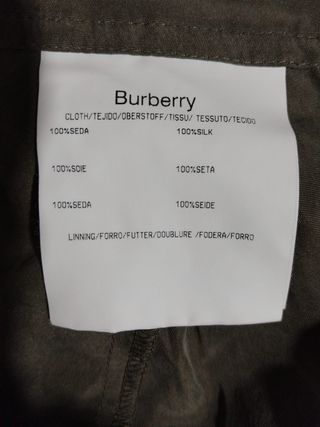 Burberry
CLOTH/TEJIDO/OBERSTOFF/TISSU/ TESSUTO/TECIDO
100%SEDA 100%SILK
100%SOIE 100%SETA
100%SEDA 100%SEIDE
LINNING/FORRO/FUTTER/DOUBLURE /FODERA/FORRO